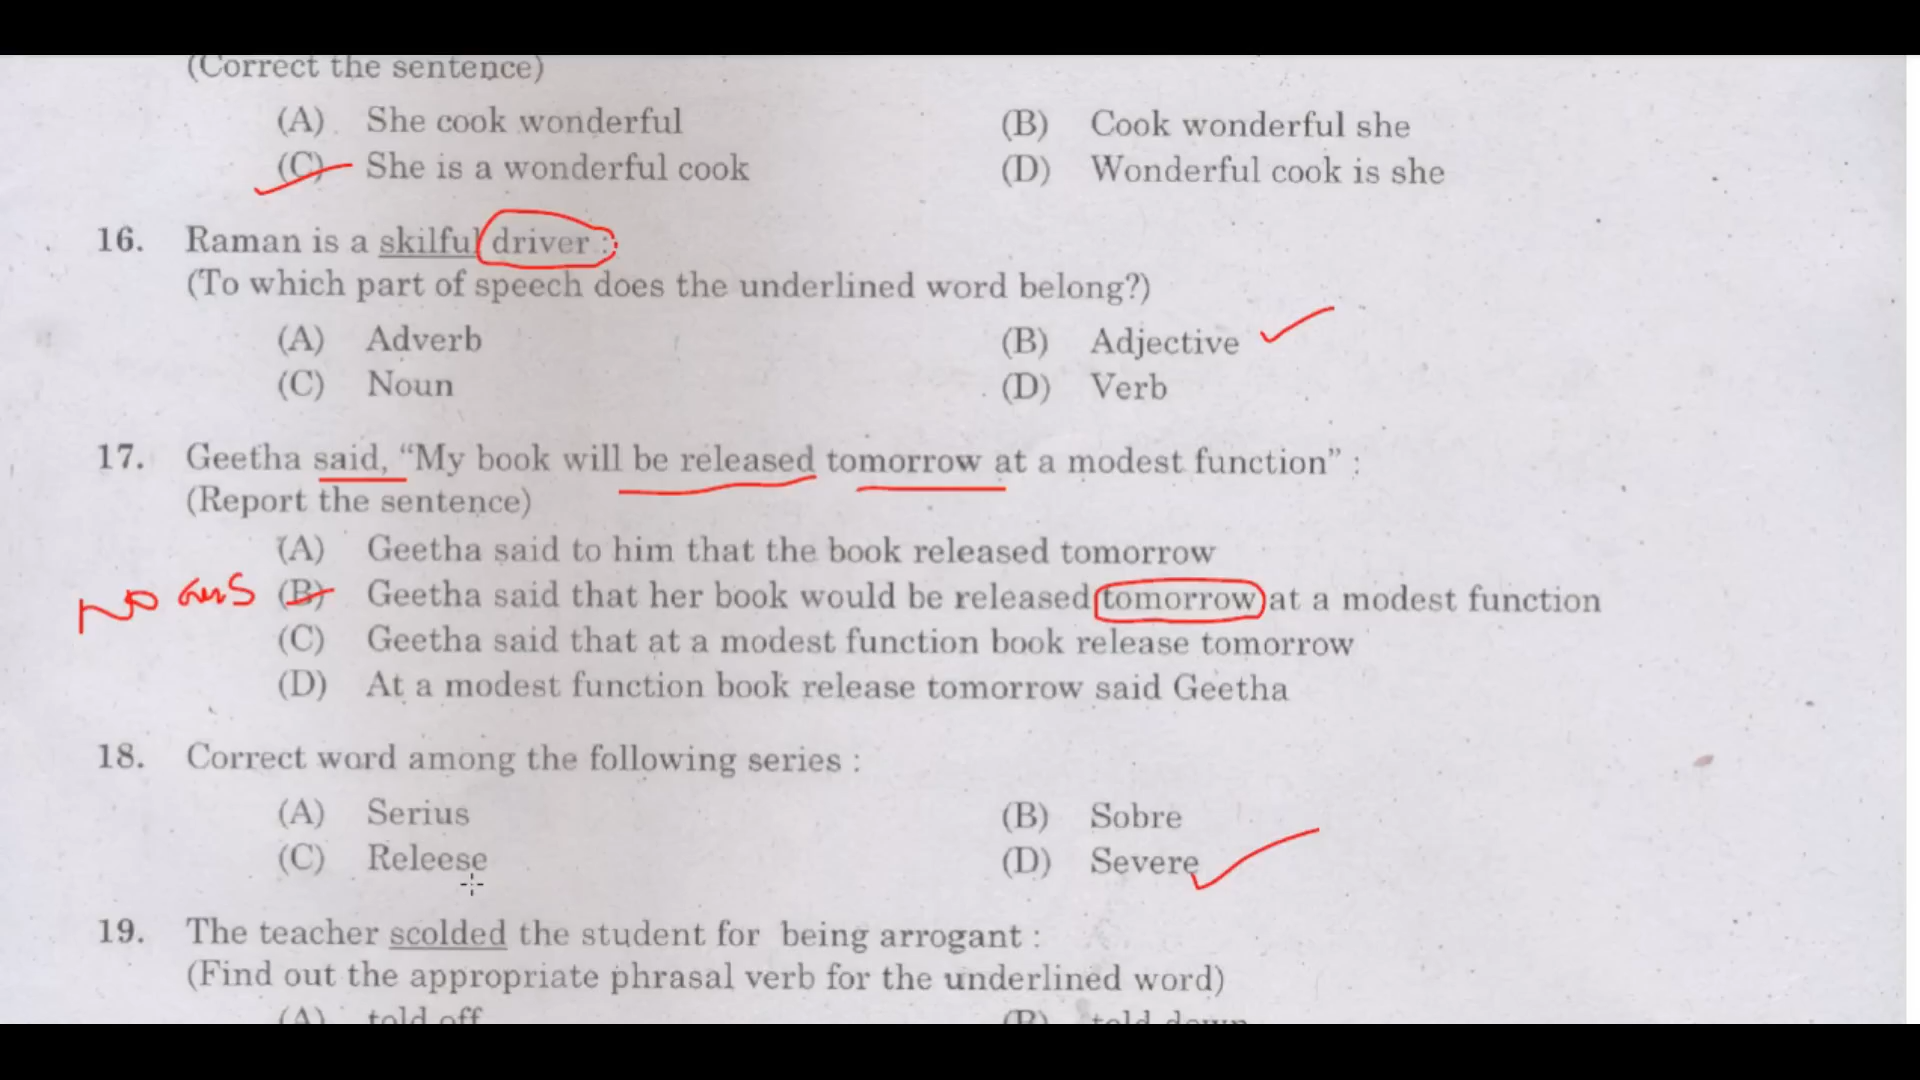 (Correct the sentence)
(A) She cook wonderful (B) Cook wonderful she
(C) She is a wonderful cook (D) Wonderful cook is she
16. Raman is a skilful driver :
(To which part of speech does the underlined word belong?)
(A) Adverb (B) Adjective
(C) Noun (D) Verb
17. Geetha said, “My book will be released tomorrow at a modest function” :
(Report the sentence)
(A) Geetha said to him that the book released tomorrow
NO (B) Geetha said that her book would be released tomorrow at a modest function
(C) Geetha said that at a modest function book release tomorrow
(D) At a modest function book release tomorrow said Geetha
18. Correct word among the following series :
(A) Serius (B) Sobre
(C) Releese (D) Severe
19. The teacher scolded the student for being arrogant :
(Find out the appropriate phrasal verb for the underlined word)
(A) told off (B) told down